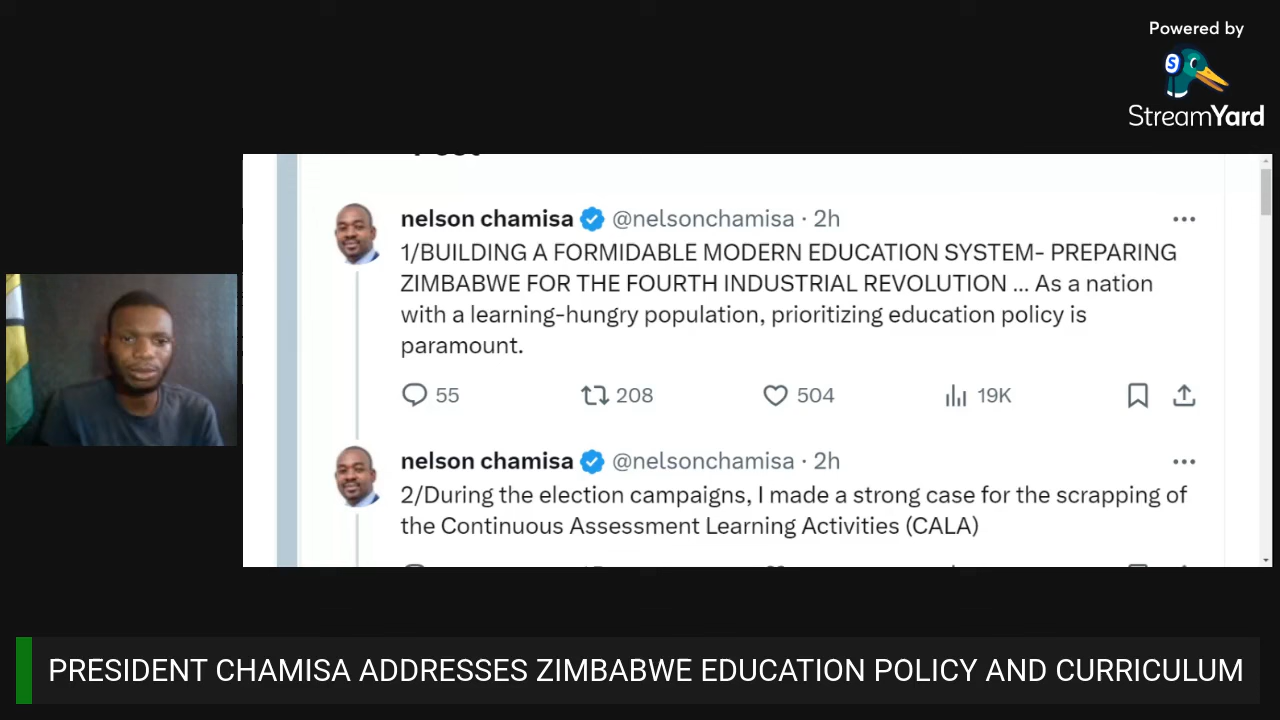 Powered by
StreamYard
nelson chamisa @nelsonchamisa · 2h
1/BUILDING A FORMIDABLE MODERN EDUCATION SYSTEM- PREPARING
ZIMBABWE FOR THE FOURTH INDUSTRIAL REVOLUTION ... As a nation
with a learning-hungry population, prioritizing education policy is
paramount.
55 208 504 19K
nelson chamisa @nelsonchamisa · 2h
2/During the election campaigns, I made a strong case for the scrapping of
the Continuous Assessment Learning Activities (CALA)
PRESIDENT CHAMISA ADDRESSES ZIMBABWE EDUCATION POLICY AND CURRICULUM